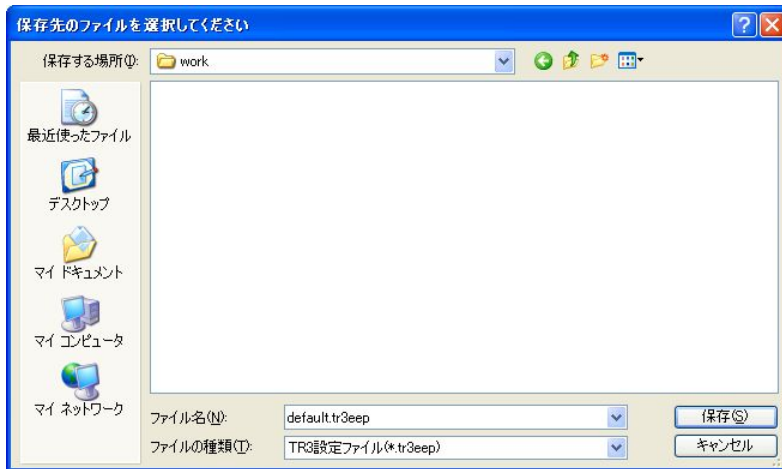 保存先のファイルを選択してください
保存する場所(I):
work
最近使ったファイル
デスクトップ
マイ ドキュメント
マイ コンピュータ
マイ ネットワーク
ファイル名(N):
default.tr3eep
保存(S)
ファイルの種類(T):
TR3設定ファイル(*.tr3eep)
キャンセル